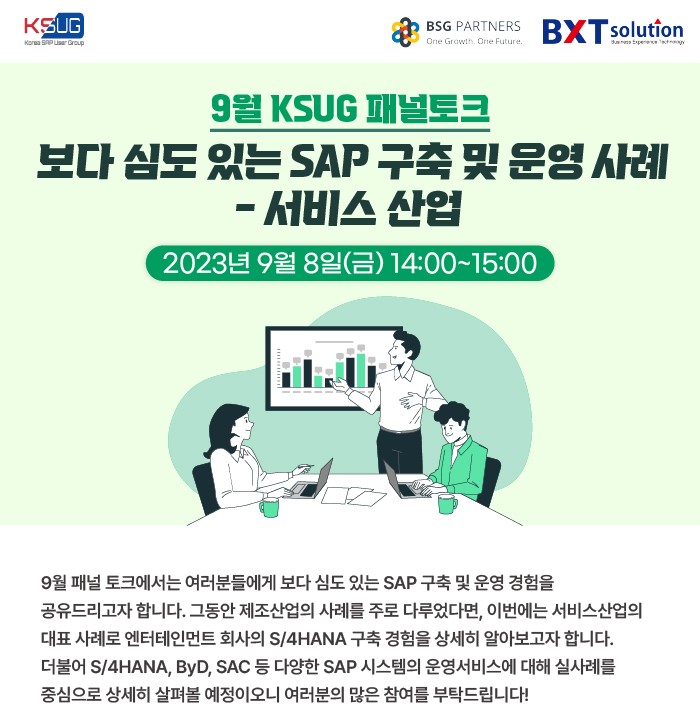 KSUG
Korea SAP User Group
BSG PARTNERS
One Growth. One Future.
BXTsolution
Business Experience Technology
9월 KSUG 패널토크
보다 심도 있는 SAP 구축 및 운영 사례
- 서비스 산업
2023년 9월 8일(금) 14:00~15:00
9월 패널 토크에서는 여러분들에게 보다 심도 있는 SAP 구축 및 운영 경험을
공유드리고자 합니다. 그동안 제조산업의 사례를 주로 다루었다면, 이번에는 서비스산업의
대표 사례로 엔터테인먼트 회사의 S/4HANA 구축 경험을 상세히 알아보고자 합니다.
더불어 S/4HANA, ByD, SAC 등 다양한 SAP 시스템의 운영서비스에 대해 실사례를
중심으로 상세히 살펴볼 예정이오니 여러분의 많은 참여를 부탁드립니다!